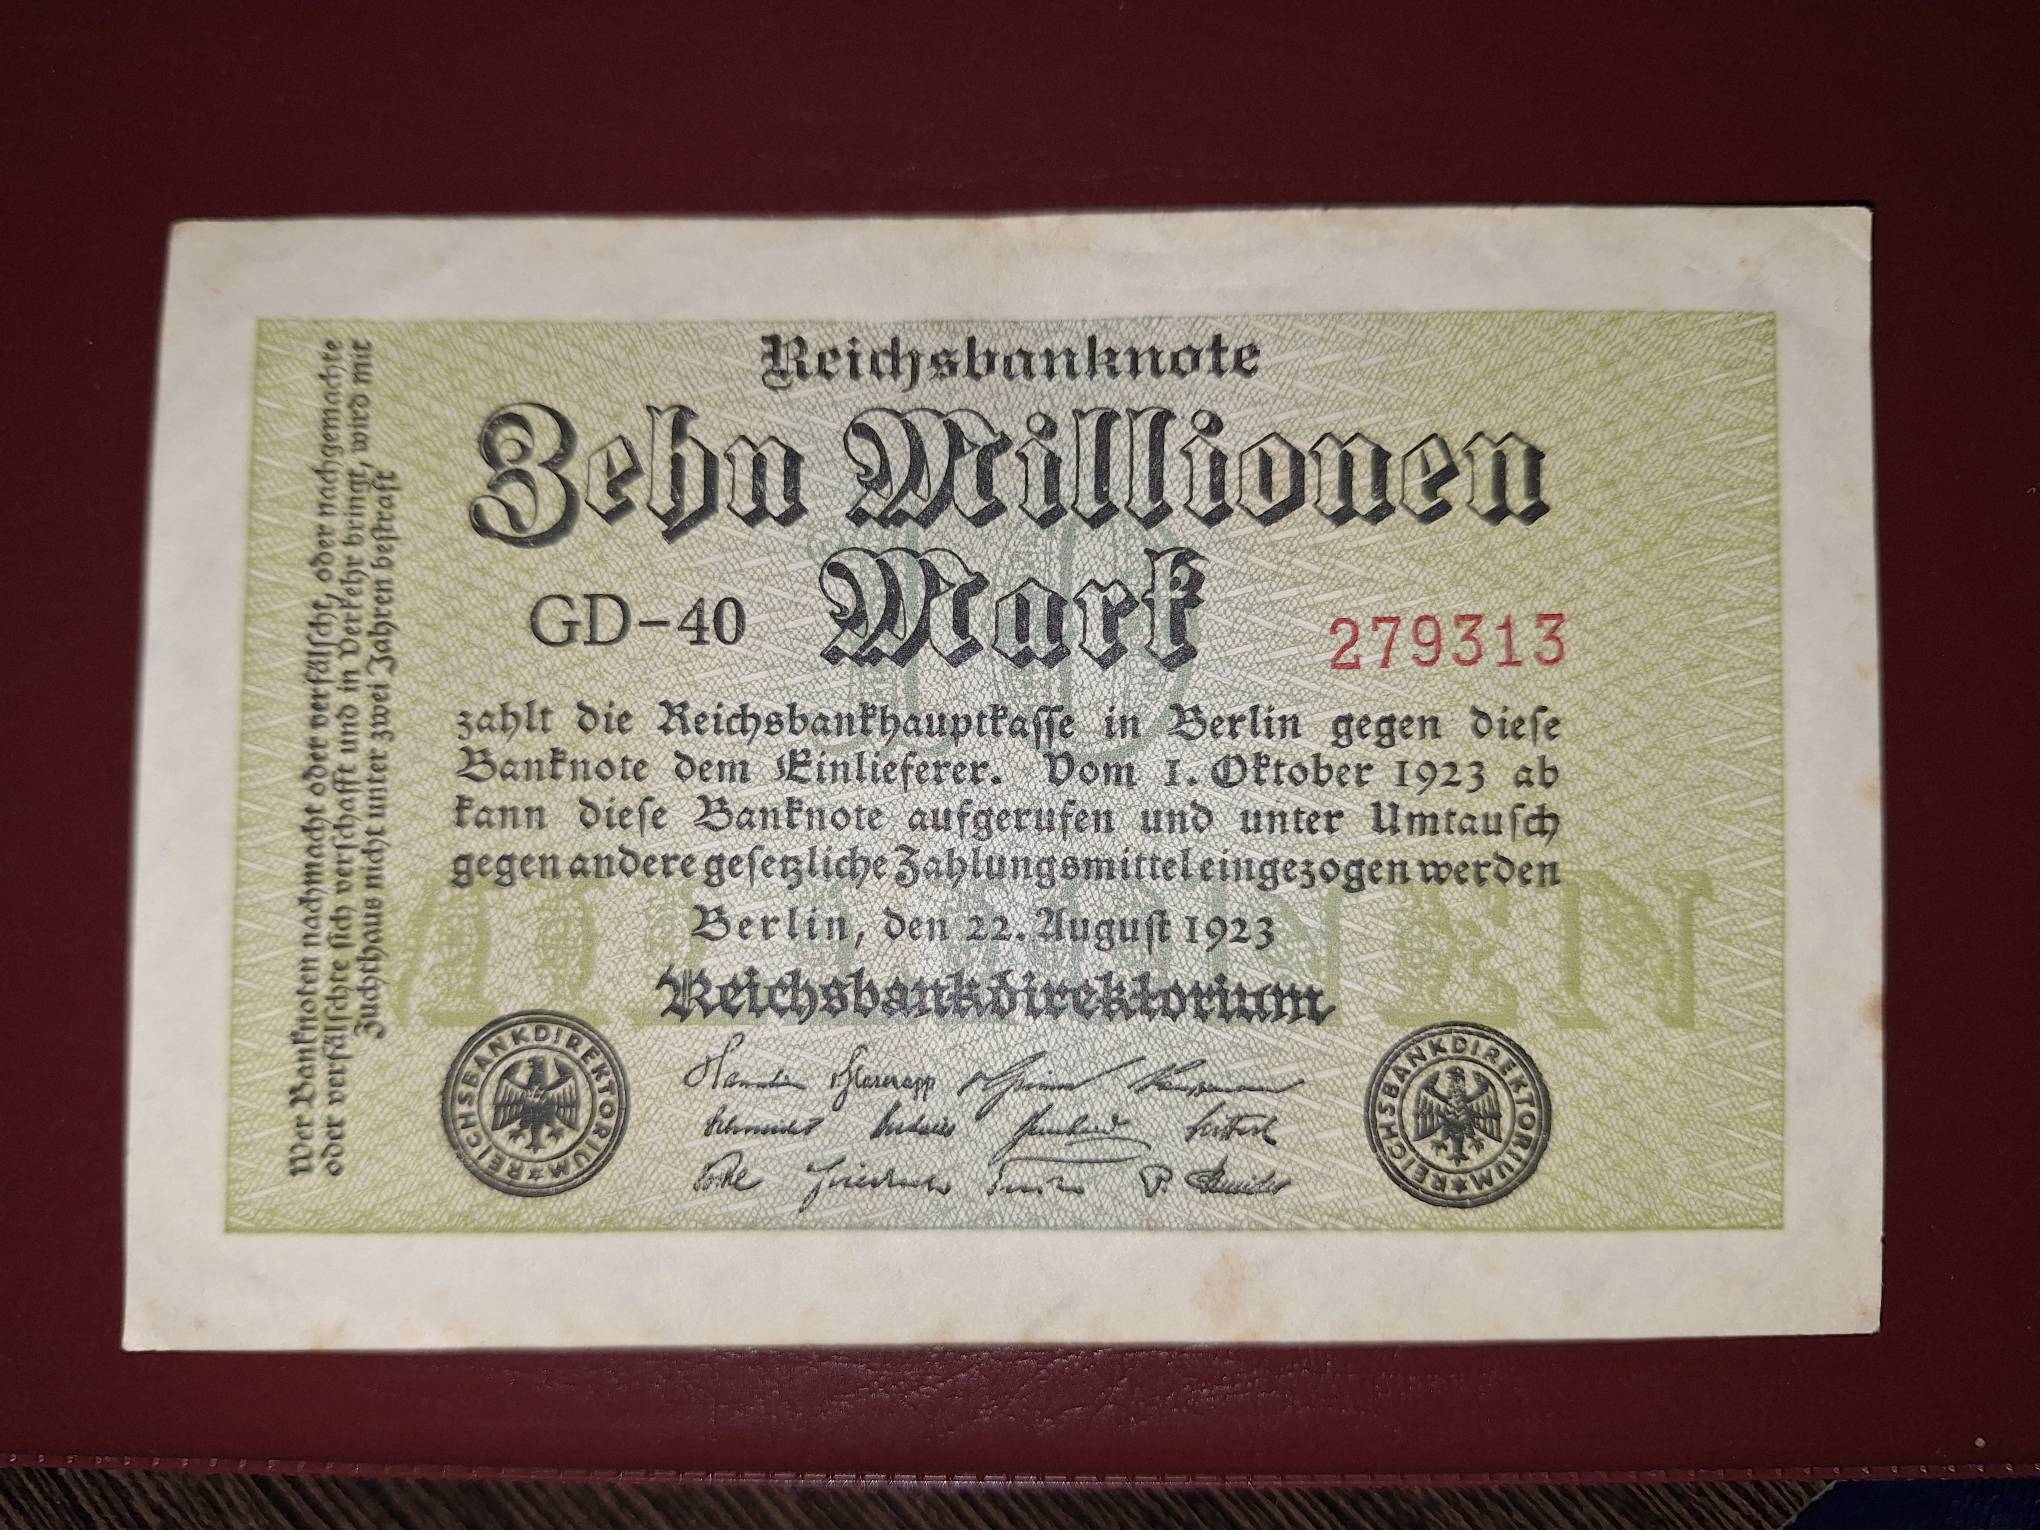 Reichsbanknote
Zehn Millionen
Mark
GD-40
279313
zahlt die Reichsbankhauptkasse in Berlin gegen diese
Banknote dem Einlieferer. Vom 1. Oktober 1923 ab
kann diese Banknote aufgerufen und unter Umtausch
gegen andere gesetzliche Zahlungsmittel eingezogen werden
Berlin, den 22. August 1923
Reichsbankdirektorium
REICHSBANKDIREKTORIUM
REICHSBANKDIREKTORIUM
Wer Banknoten nachmacht oder verfälscht, oder nachgemachte
oder verfälschte sich verschafft und in Verkehr bringt, wird mit
Zuchthaus nicht unter zwei Jahren bestraft
10